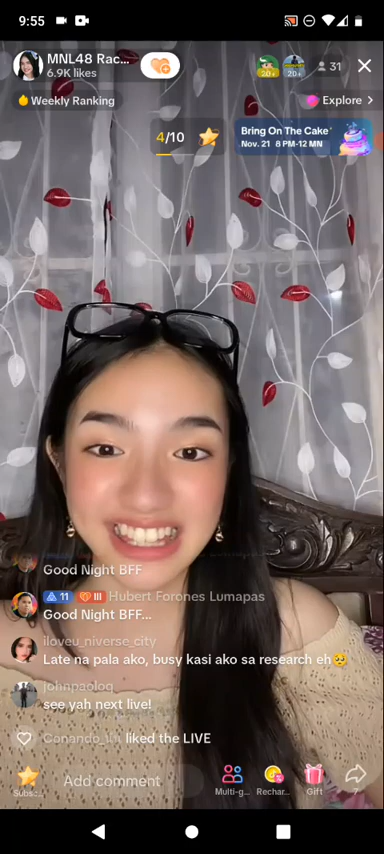 9:55
MNL48 Rac...
6.9K likes
20+
20+
31
Weekly Ranking
Explore >
4/10
Bring On The Cake
Nov. 21 8 PM-12 MN
Good Night BFF
11 III Hubert Forones Lumapas
Good Night BFF...
iloveu_niverse_city
Late na pala ako, busy kasi ako sa research eh🥺
johnpaolog
see yah next live!
liked the LIVE
Add comment
Subs...
Multi-g...
Rechar...
Gift
7